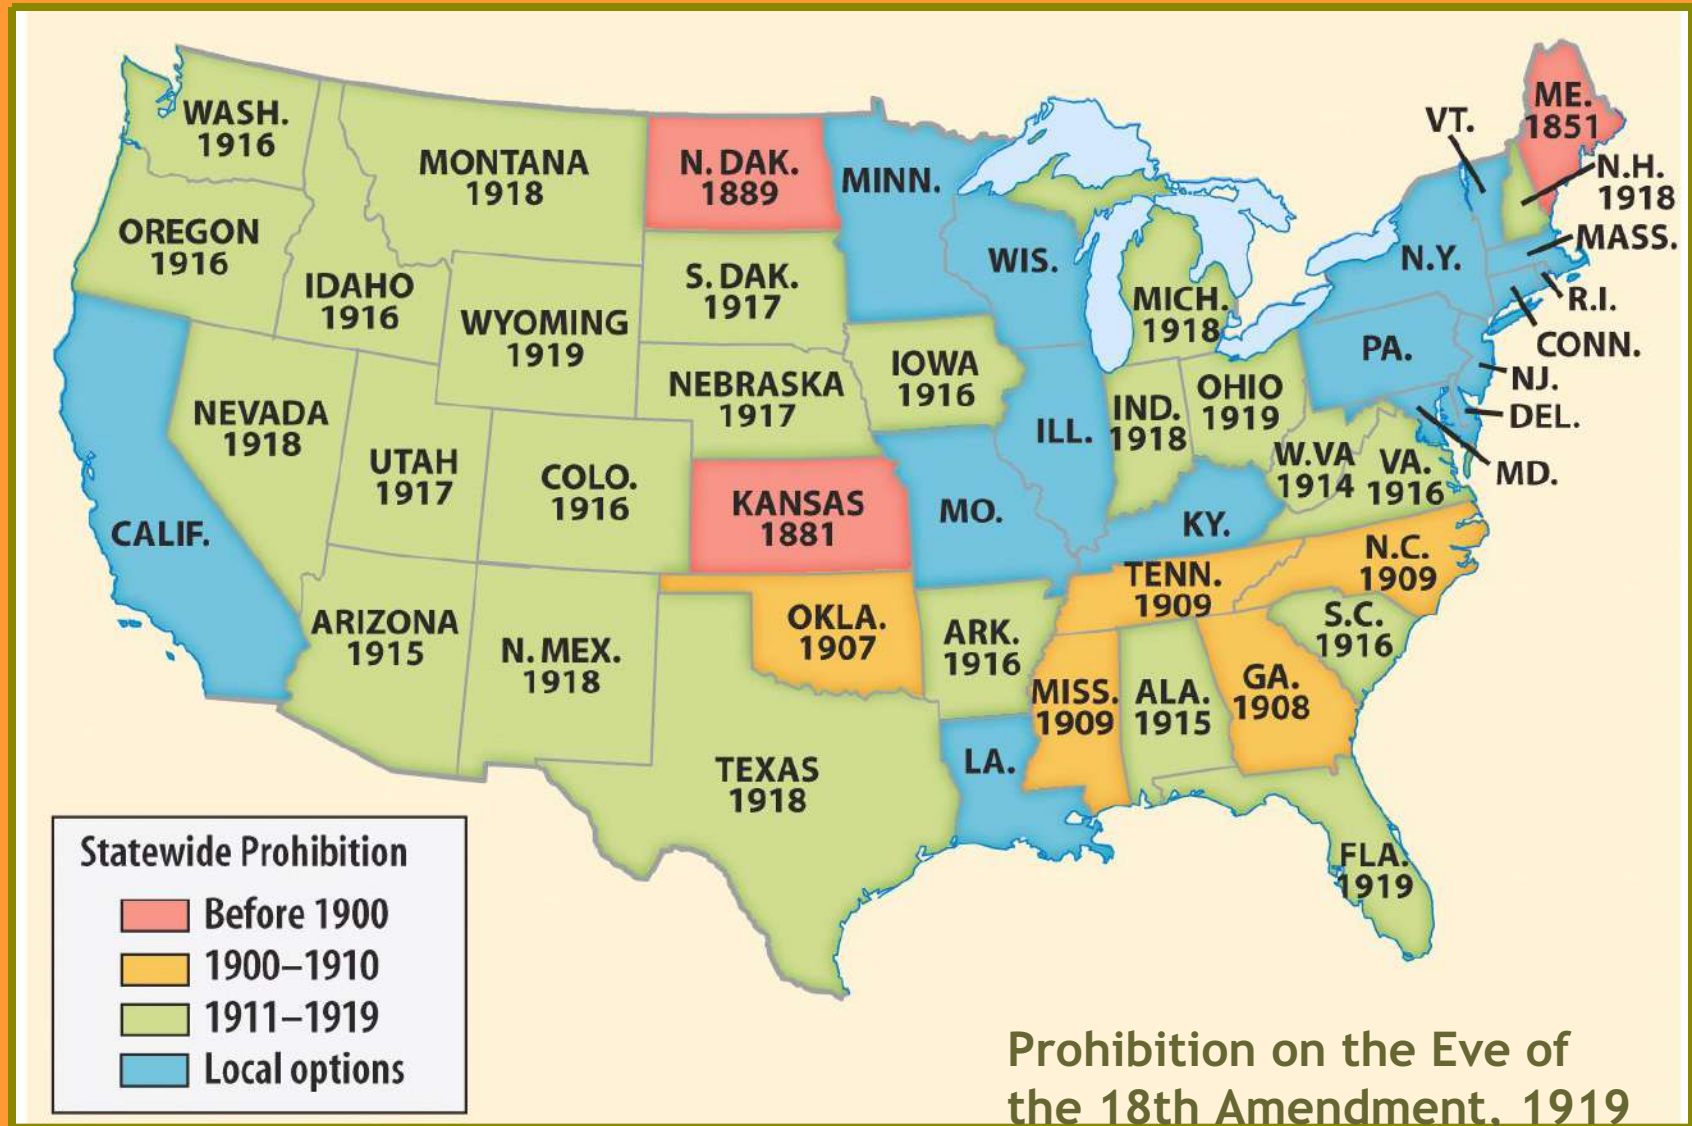 WASH.
1916
OREGON
1916
CALIF.
NEVADA
1918
IDAHO
1916
MONTANA
1918
WYOMING
1919
UTAH
1917
COLO.
1916
ARIZONA
1915
N. MEX.
1918
N. DAK.
1889
S. DAK.
1917
NEBRASKA
1917
KANSAS
1881
OKLA.
1907
TEXAS
1918
MINN.
IOWA
1916
MO.
ARK.
1916
LA.
WIS.
ILL.
MICH.
1918
IND.
1918
OHIO
1919
KY.
TENN.
1909
MISS.
1909
ALA.
1915
GA.
1908
FLA.
1919
S.C.
1916
N.C.
1909
W.VA
1914
VA.
1916
PA.
N.Y.
VT.
ME.
1851
N.H.
1918
MASS.
R.I.
CONN.
NJ.
DEL.
MD.
Statewide Prohibition
Before 1900
1900–1910
1911–1919
Local options
Prohibition on the Eve of
the 18th Amendment, 1919